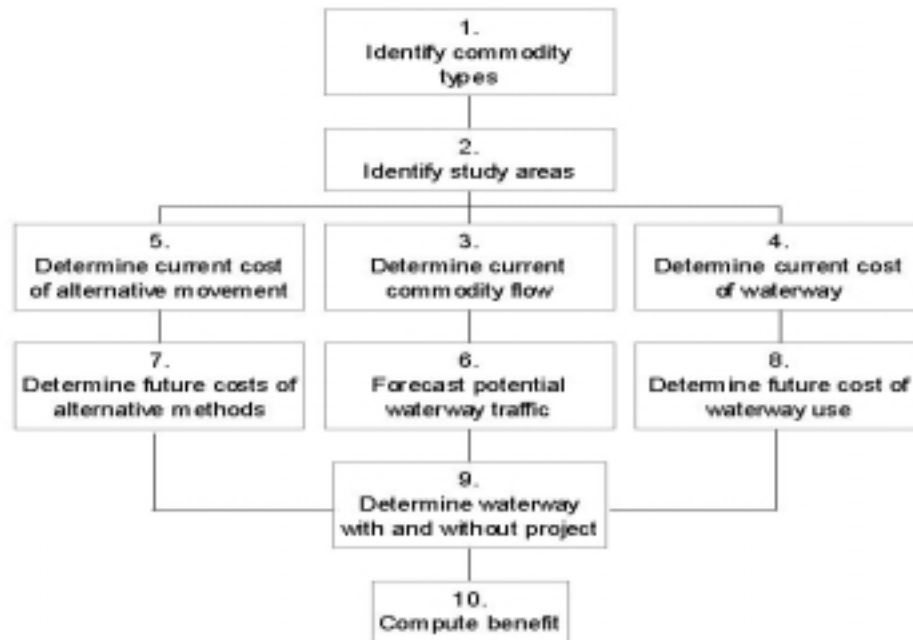 1.
Identify commodity
types
2.
Identify study areas
5.
Determine current cost
of alternative movement
3.
Determine current
commodity flow
4.
Determine current cost
of waterway
7.
Determine future costs of
alternative methods
6.
Forecast potential
waterway traffic
8.
Determine future cost of
waterway use
9.
Determine waterway
with and without project
10.
Compute benefit